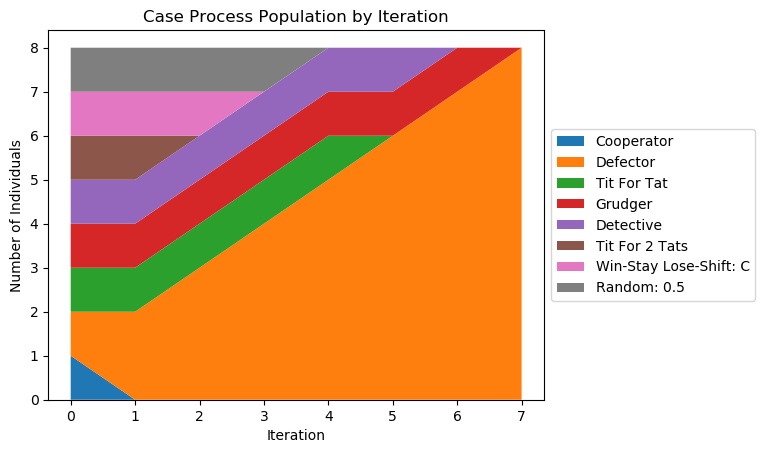 Case Process Population by Iteration
Number of Individuals
8
7
6
5
4
3
2
1
0
0 1 2 3 4 5 6 7
Iteration
Cooperator
Defector
Tit For Tat
Grudger
Detective
Tit For 2 Tats
Win-Stay Lose-Shift: C
Random: 0.5